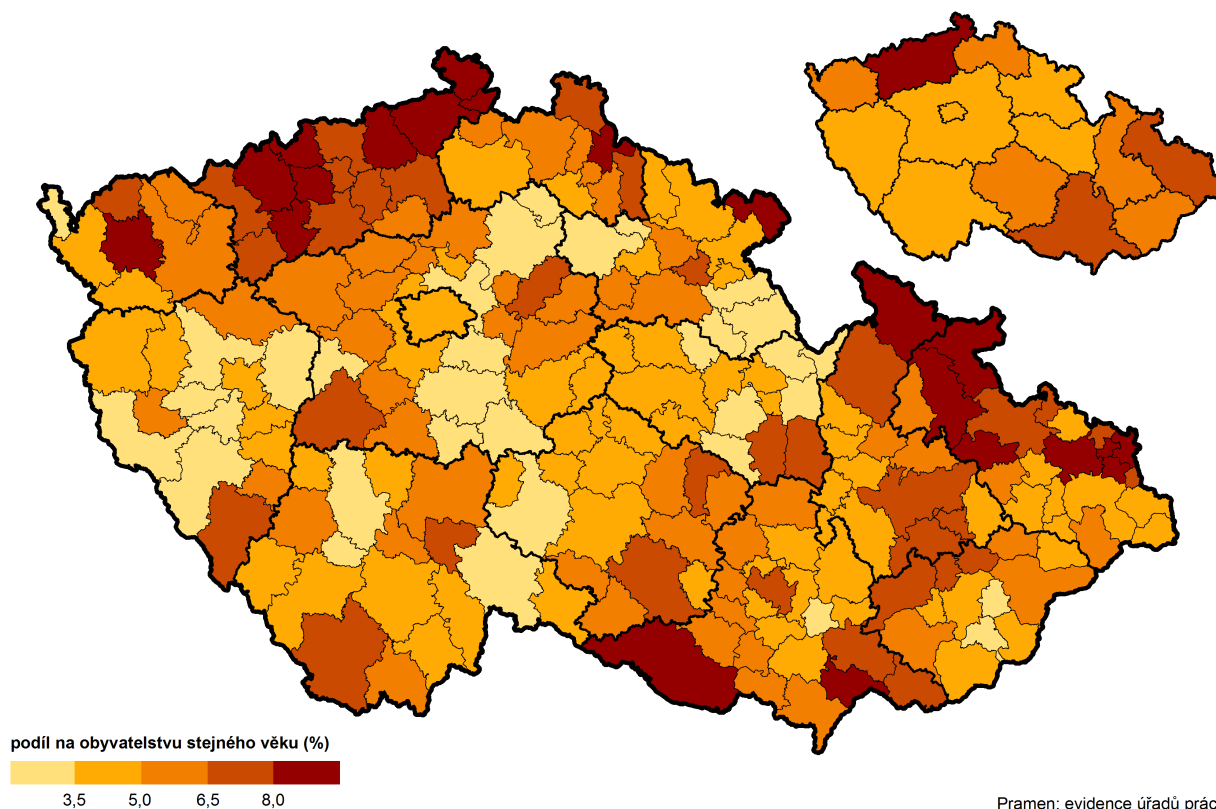 podíl na obyvatelstvu stejného věku (%)
3,5 5,0 6,5 8,0
Pramen: evidence úřadů prác